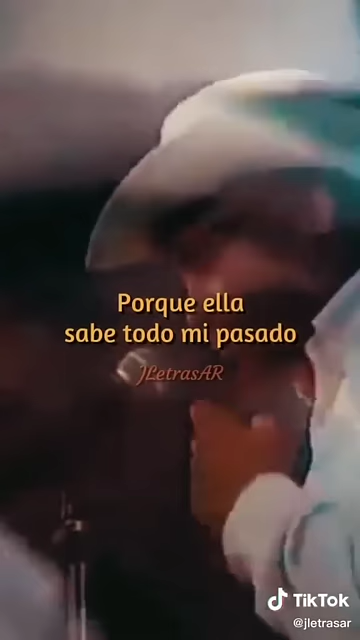 Porque ella
sabe todo mi pasado
JLetrasAR
TikTok
@jletrasar